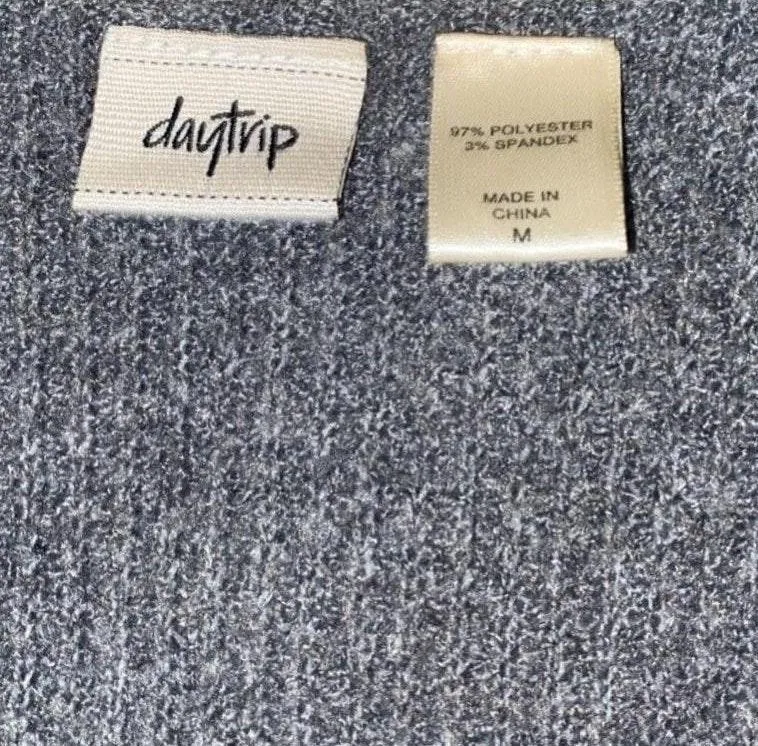 daytrip
97% POLYESTER
3% SPANDEX
MADE IN
CHINA
M